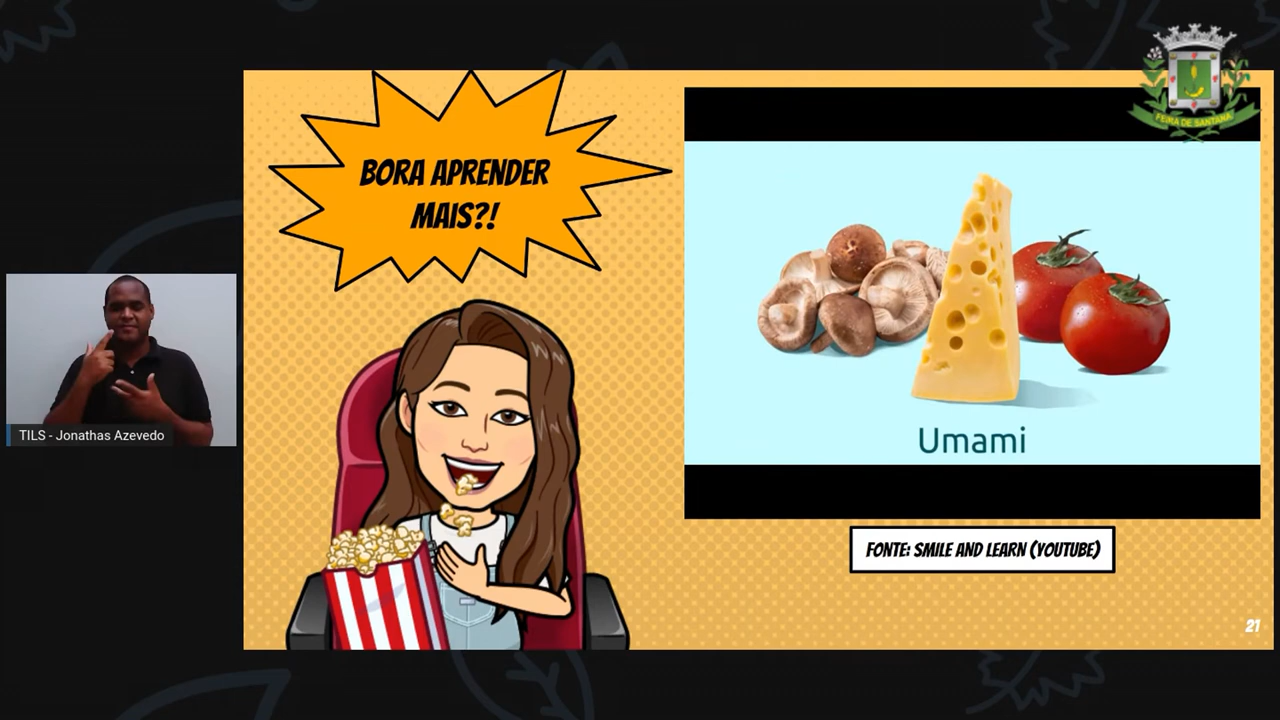 FEIRA DE SANTANA
BORA APRENDER
MAIS?!
Umami
TILS - Jonathas Azevedo
FONTE: SMILE AND LEARN (YOUTUBE)
21